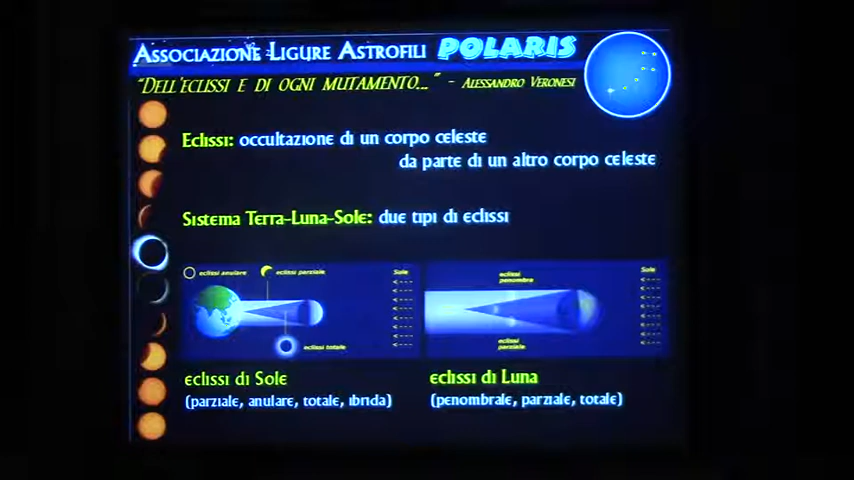 Associazione Ligure Astrofili POLARIS
"Dell'eclissi e di ogni mutamento..." - Alessandro Veronesi
Eclissi: occultazione di un corpo celeste
da parte di un altro corpo celeste
Sistema Terra-Luna-Sole: due tipi di eclissi
eclissi anulare
eclissi parziale
Sole
eclissi totale
eclissi
penombra
Sole
eclissi
parziale
eclissi di Sole
(parziale, anulare, totale, ibrida)
eclissi di Luna
(penombrale, parziale, totale)